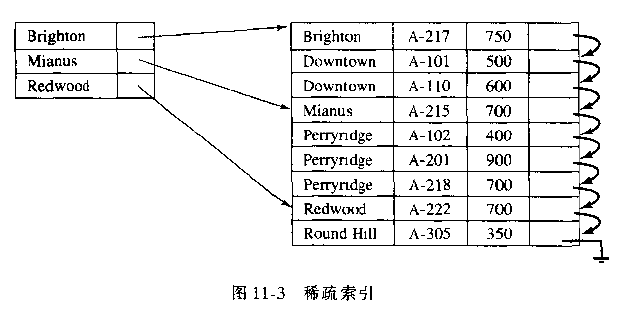 Brighton
Mianus
Redwood
Brighton A-217 750
Downtown A-101 500
Downtown A-110 600
Mianus A-215 700
Perryridge A-102 400
Perryridge A-201 900
Perryridge A-218 700
Redwood A-222 700
Round Hill A-305 350
图 11-3 稀疏索引